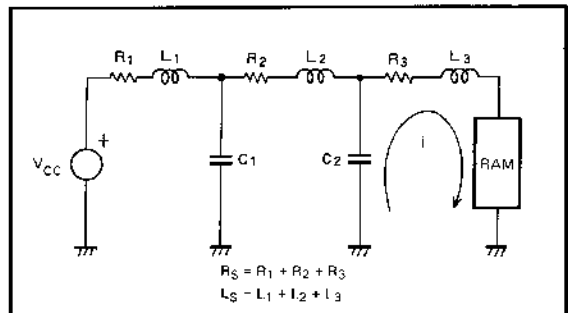 R1 L1 R2 L2 R3 L3
+
VCC
C1
C2
i
RAM
RS = R1 + R2 + R3
LS = L1 + L2 + L3